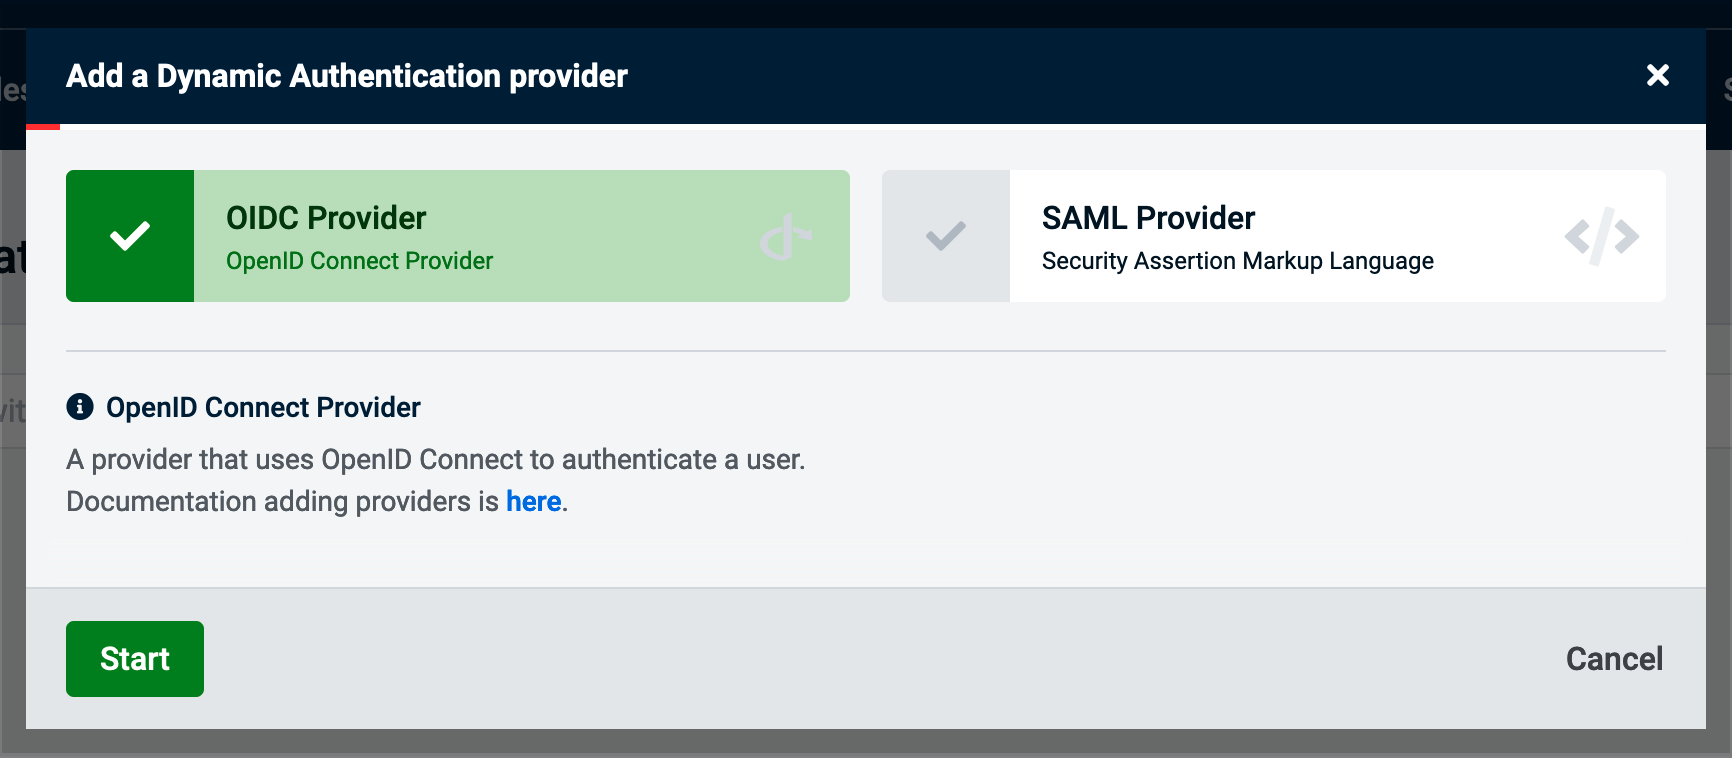 Add a Dynamic Authentication provider
OIDC Provider
OpenID Connect Provider
SAML Provider
Security Assertion Markup Language
OpenID Connect Provider
A provider that uses OpenID Connect to authenticate a user.
Documentation adding providers is here.
Start
Cancel